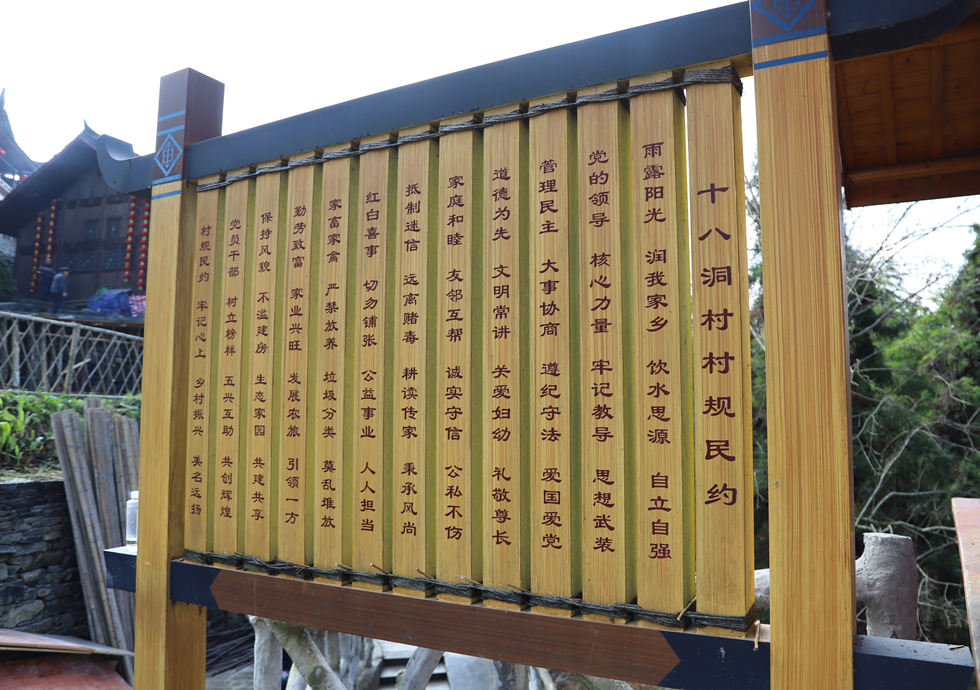 十八洞村村规民约
雨露阳光 润我家乡 饮水思源 自立自强
党的领导 核心力量 牢记教导 思想武装
管理民主 大事协商 遵纪守法 爱国爱党
道德为先 文明常讲 关爱妇幼 礼敬尊长
家庭和睦 友邻互帮 诚实守信 公私不伤
抵制迷信 远离赌毒 耕读传家 秉承风尚
红白喜事 切勿铺张 公益事业 人人担当
家富家禽 严禁放养 垃圾分类 莫乱堆放
勤劳致富 家业兴旺 发展农旅 引领一方
保持风貌 不滥建房 生态家园 共建共享
党员干部 树立榜样 五兴互助 共创辉煌
村规民约 牢记心上 乡村振兴 美名远扬